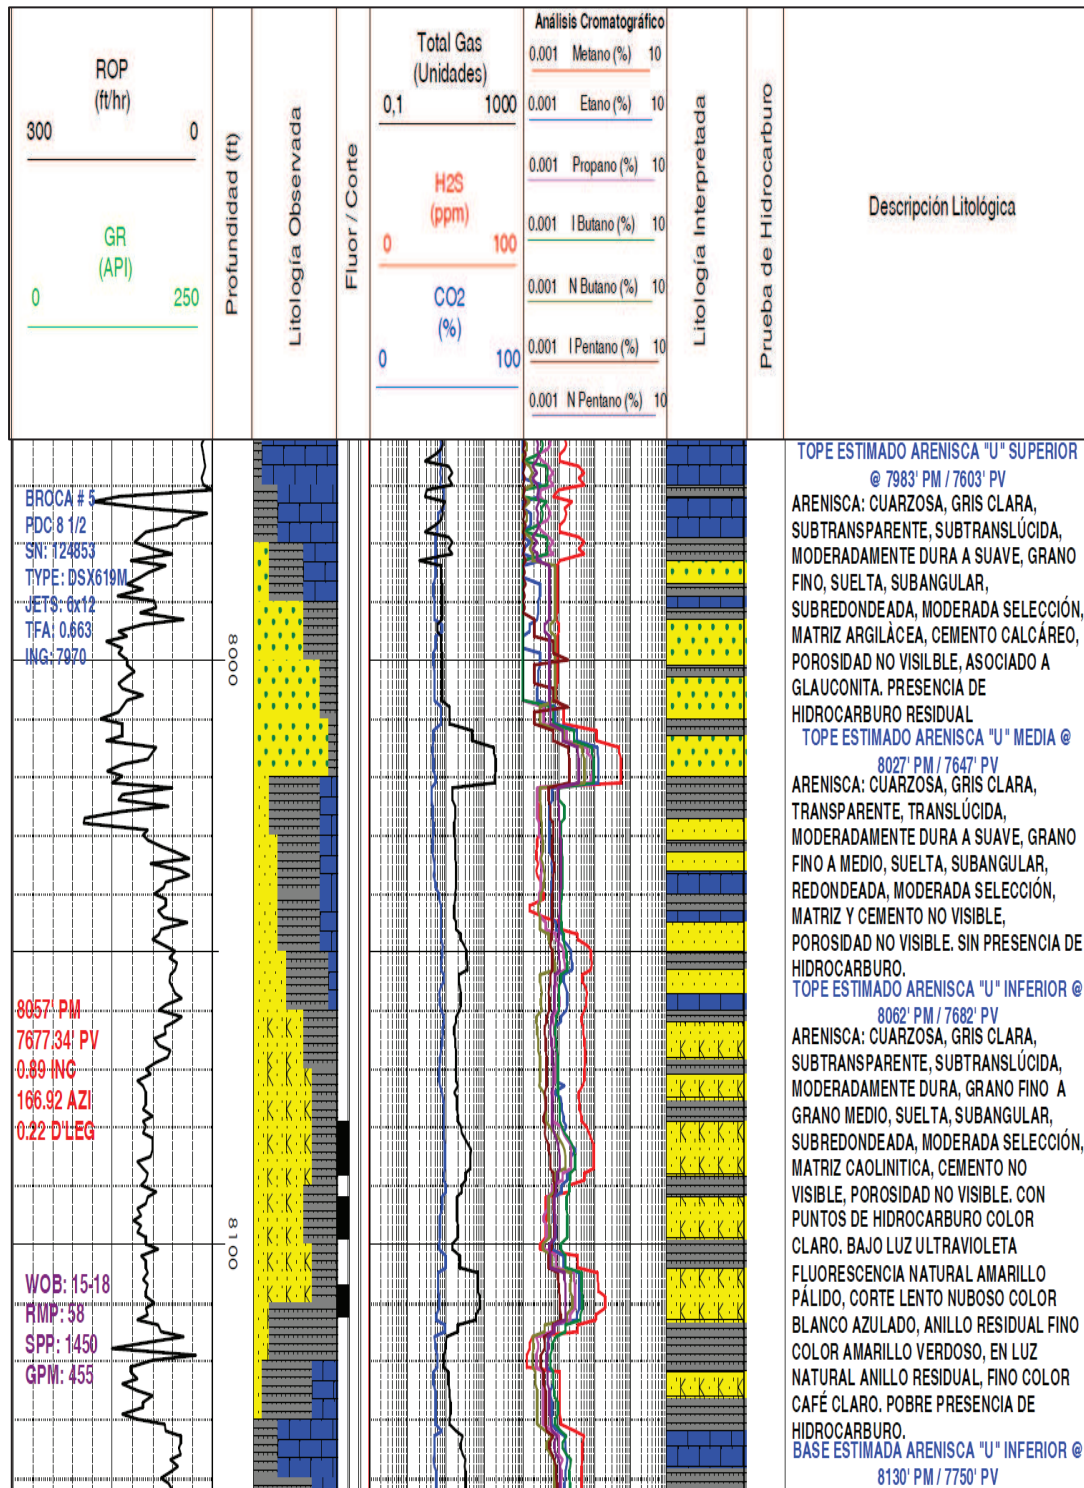 ROP
(ft/hr)
300 0
GR
(API)
0 250
Profundidad (ft)
Litología Observada
Fluor / Corte
Total Gas
(Unidades)
0,1 1000
H2S
(ppm)
0 100
CO2
(%)
0 100
Análisis Cromatográfico
0.001 Metano (%) 10
0.001 Etano (%) 10
0.001 Propano (%) 10
0.001 I Butano (%) 10
0.001 N Butano (%) 10
0.001 I Pentano (%) 10
0.001 N Pentano (%) 10
Litología Interpretada
Prueba de Hidrocarburo
Descripción Litológica
BROCA # 5
PDC 8 1/2
SN: 124853
TYPE: DSX619M
JETS: 6x12
TFA: 0.663
ING: 7970
8057' PM
7677.34' PV
0.89 ING
166.92 AZI
0.22 D'LEG
WOB: 15-18
RMP: 58
SPP: 1450
GPM: 455
8000
8100
TOPE ESTIMADO ARENISCA "U" SUPERIOR
@ 7983' PM / 7603' PV
ARENISCA: CUARZOSA, GRIS CLARA,
SUBTRANSPARENTE, SUBTRANSLÚCIDA,
MODERADAMENTE DURA A SUAVE, GRANO
FINO, SUELTA, SUBANGULAR,
SUBREDONDEADA, MODERADA SELECCIÓN,
MATRIZ ARGILÀCEA, CEMENTO CALCÁREO,
POROSIDAD NO VISILBLE, ASOCIADO A
GLAUCONITA. PRESENCIA DE
HIDROCARBURO RESIDUAL
TOPE ESTIMADO ARENISCA "U" MEDIA @
8027' PM / 7647' PV
ARENISCA: CUARZOSA, GRIS CLARA,
TRANSPARENTE, TRANSLÚCIDA,
MODERADAMENTE DURA A SUAVE, GRANO
FINO A MEDIO, SUELTA, SUBANGULAR,
REDONDEADA, MODERADA SELECCIÓN,
MATRIZ Y CEMENTO NO VISIBLE,
POROSIDAD NO VISIBLE. SIN PRESENCIA DE
HIDROCARBURO.
TOPE ESTIMADO ARENISCA "U" INFERIOR @
8062' PM / 7682' PV
ARENISCA: CUARZOSA, GRIS CLARA,
SUBTRANSPARENTE, SUBTRANSLÚCIDA,
MODERADAMENTE DURA, GRANO FINO A
GRANO MEDIO, SUELTA, SUBANGULAR,
SUBREDONDEADA, MODERADA SELECCIÓN,
MATRIZ CAOLINITICA, CEMENTO NO
VISIBLE, POROSIDAD NO VISIBLE. CON
PUNTOS DE HIDROCARBURO COLOR
CLARO. BAJO LUZ ULTRAVIOLETA
FLUORESCENCIA NATURAL AMARILLO
PÁLIDO, CORTE LENTO NUBOSO COLOR
BLANCO AZULADO, ANILLO RESIDUAL FINO
COLOR AMARILLO VERDOSO, EN LUZ
NATURAL ANILLO RESIDUAL, FINO COLOR
CAFÉ CLARO. POBRE PRESENCIA DE
HIDROCARBURO.
BASE ESTIMADA ARENISCA "U" INFERIOR @
8130' PM / 7750' PV